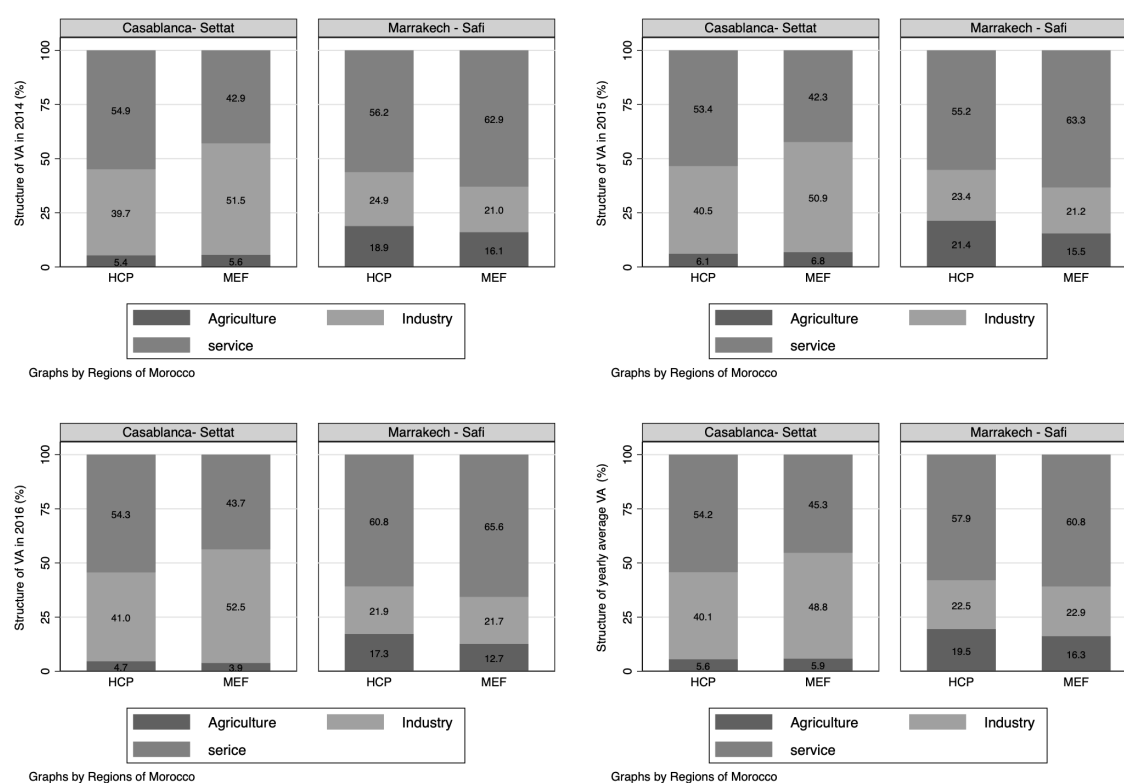 Casablanca- Settat Marrakech - Safi
Structure of VA in 2014 (%)
100
75
50
25
0
54.9 42.9 56.2 62.9
39.7 51.5 24.9 21.0
5.4 5.6 18.9 16.1
HCP MEF HCP MEF
Agriculture Industry
service
Graphs by Regions of Morocco
Casablanca- Settat Marrakech - Safi
Structure of VA in 2015 (%)
100
75
50
25
0
53.4 42.3 55.2 63.3
40.5 50.9 23.4 21.2
6.1 6.8 21.4 15.5
HCP MEF HCP MEF
Agriculture Industry
service
Graphs by Regions of Morocco
Casablanca- Settat Marrakech - Safi
Structure of VA in 2016 (%)
100
75
50
25
0
54.3 43.7 60.8 65.6
41.0 52.5 21.9 21.7
4.7 3.9 17.3 12.7
HCP MEF HCP MEF
Agriculture Industry
serice
Graphs by Regions of Morocco
Casablanca- Settat Marrakech - Safi
Structure of yearly average VA (%)
100
75
50
25
0
54.2 45.3 57.9 60.8
40.1 48.8 22.5 22.9
5.6 5.9 19.5 16.3
HCP MEF HCP MEF
Agriculture Industry
service
Graphs by Regions of Morocco